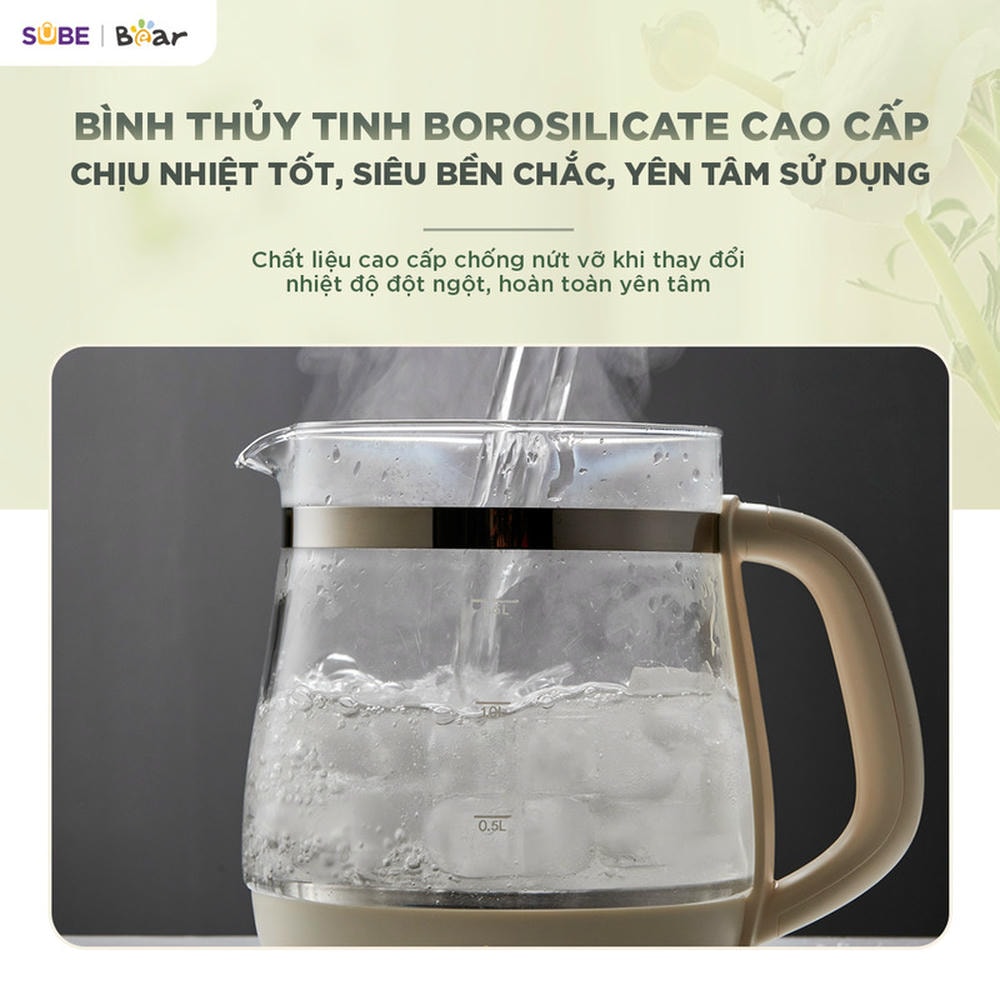 SUBE | Bear
BÌNH THỦY TINH BOROSILICATE CAO CẤP
CHỊU NHIỆT TỐT, SIÊU BỀN CHẮC, YÊN TÂM SỬ DỤNG
Chất liệu cao cấp chống nứt vỡ khi thay đổi
nhiệt độ đột ngột, hoàn toàn yên tâm
1.0L
0.5L